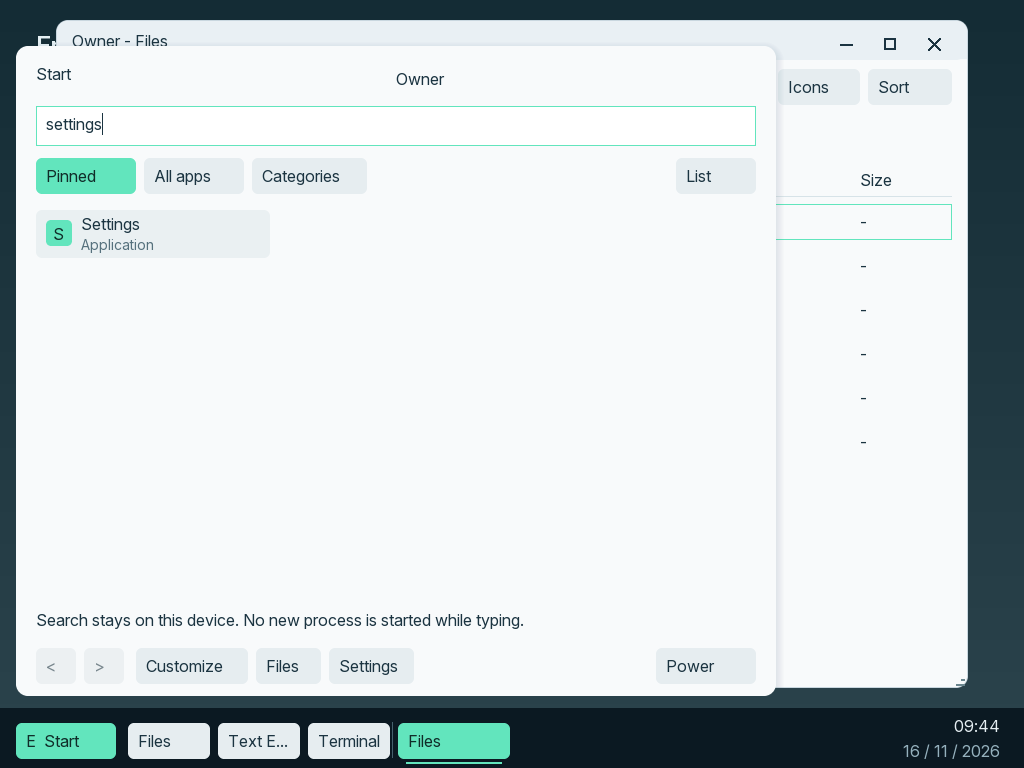 Owner - Files
Start
Owner
settings
Pinned
All apps
Categories
List
S
Settings
Application
Icons
Sort
Size
-
-
-
-
-
-
Search stays on this device. No new process is started while typing.
<
>
Customize
Files
Settings
Power
E Start
Files
Text E...
Terminal
Files
09:44
16 / 11 / 2026